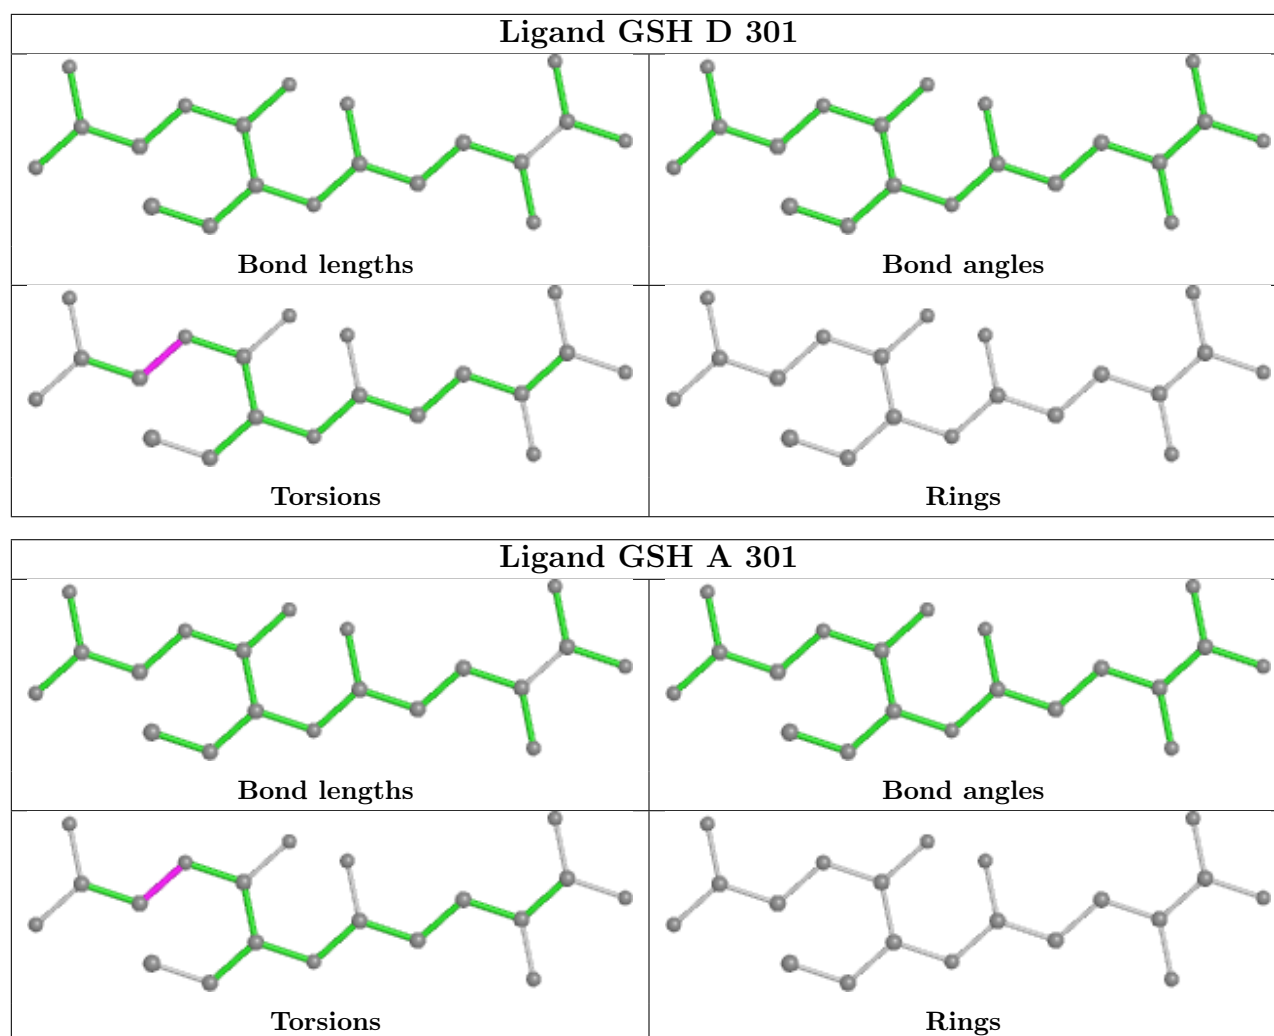 Ligand GSH D 301
Bond lengths
Bond angles
Torsions
Rings
Ligand GSH A 301
Bond lengths
Bond angles
Torsions
Rings